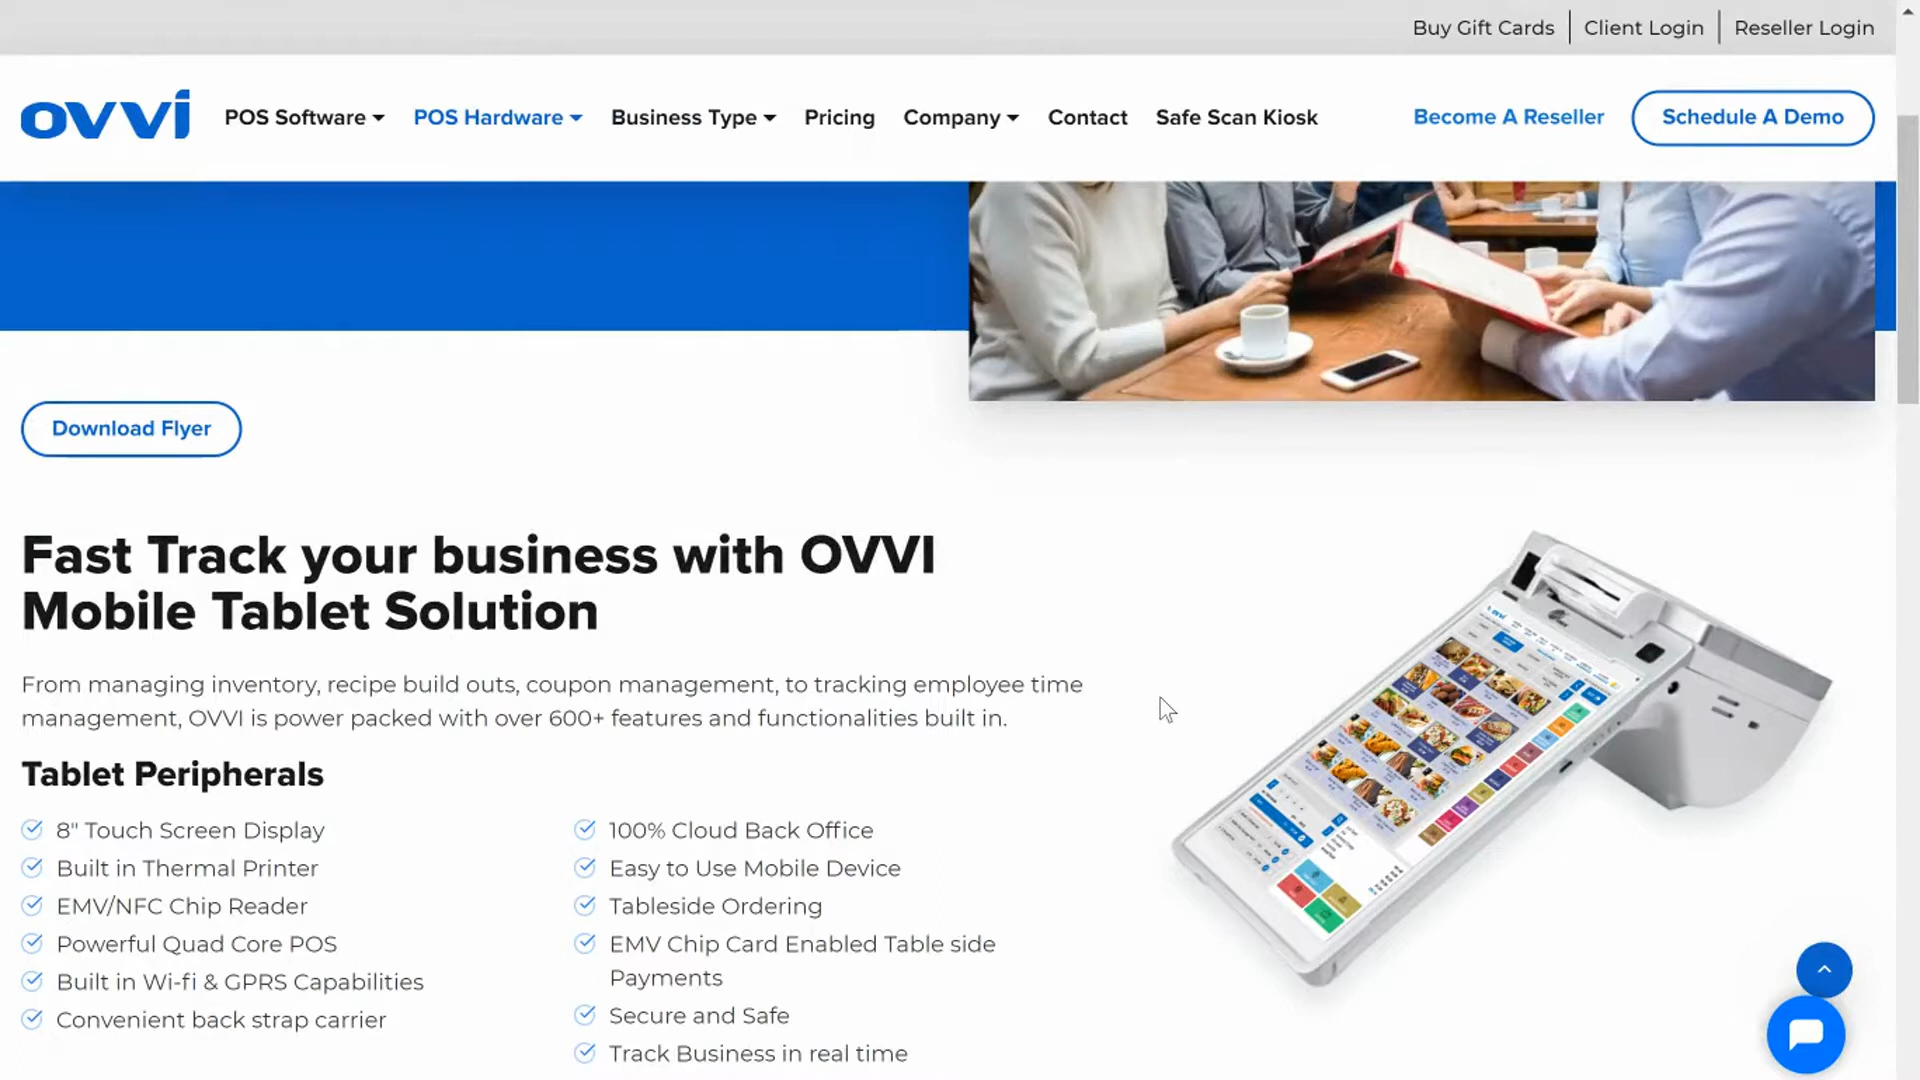 Buy Gift Cards
Client Login
Reseller Login
ovvi
POS Software
POS Hardware
Business Type
Pricing
Company
Contact
Safe Scan Kiosk
Become A Reseller
Schedule A Demo
Download Flyer
Fast Track your business with OVVI
Mobile Tablet Solution
From managing inventory, recipe build outs, coupon management, to tracking employee time
management, OVVI is power packed with over 600+ features and functionalities built in.
Tablet Peripherals
8" Touch Screen Display
Built in Thermal Printer
EMV/NFC Chip Reader
Powerful Quad Core POS
Built in Wi-fi & GPRS Capabilities
Convenient back strap carrier
100% Cloud Back Office
Easy to Use Mobile Device
Tableside Ordering
EMV Chip Card Enabled Table side
Payments
Secure and Safe
Track Business in real time
ovvi